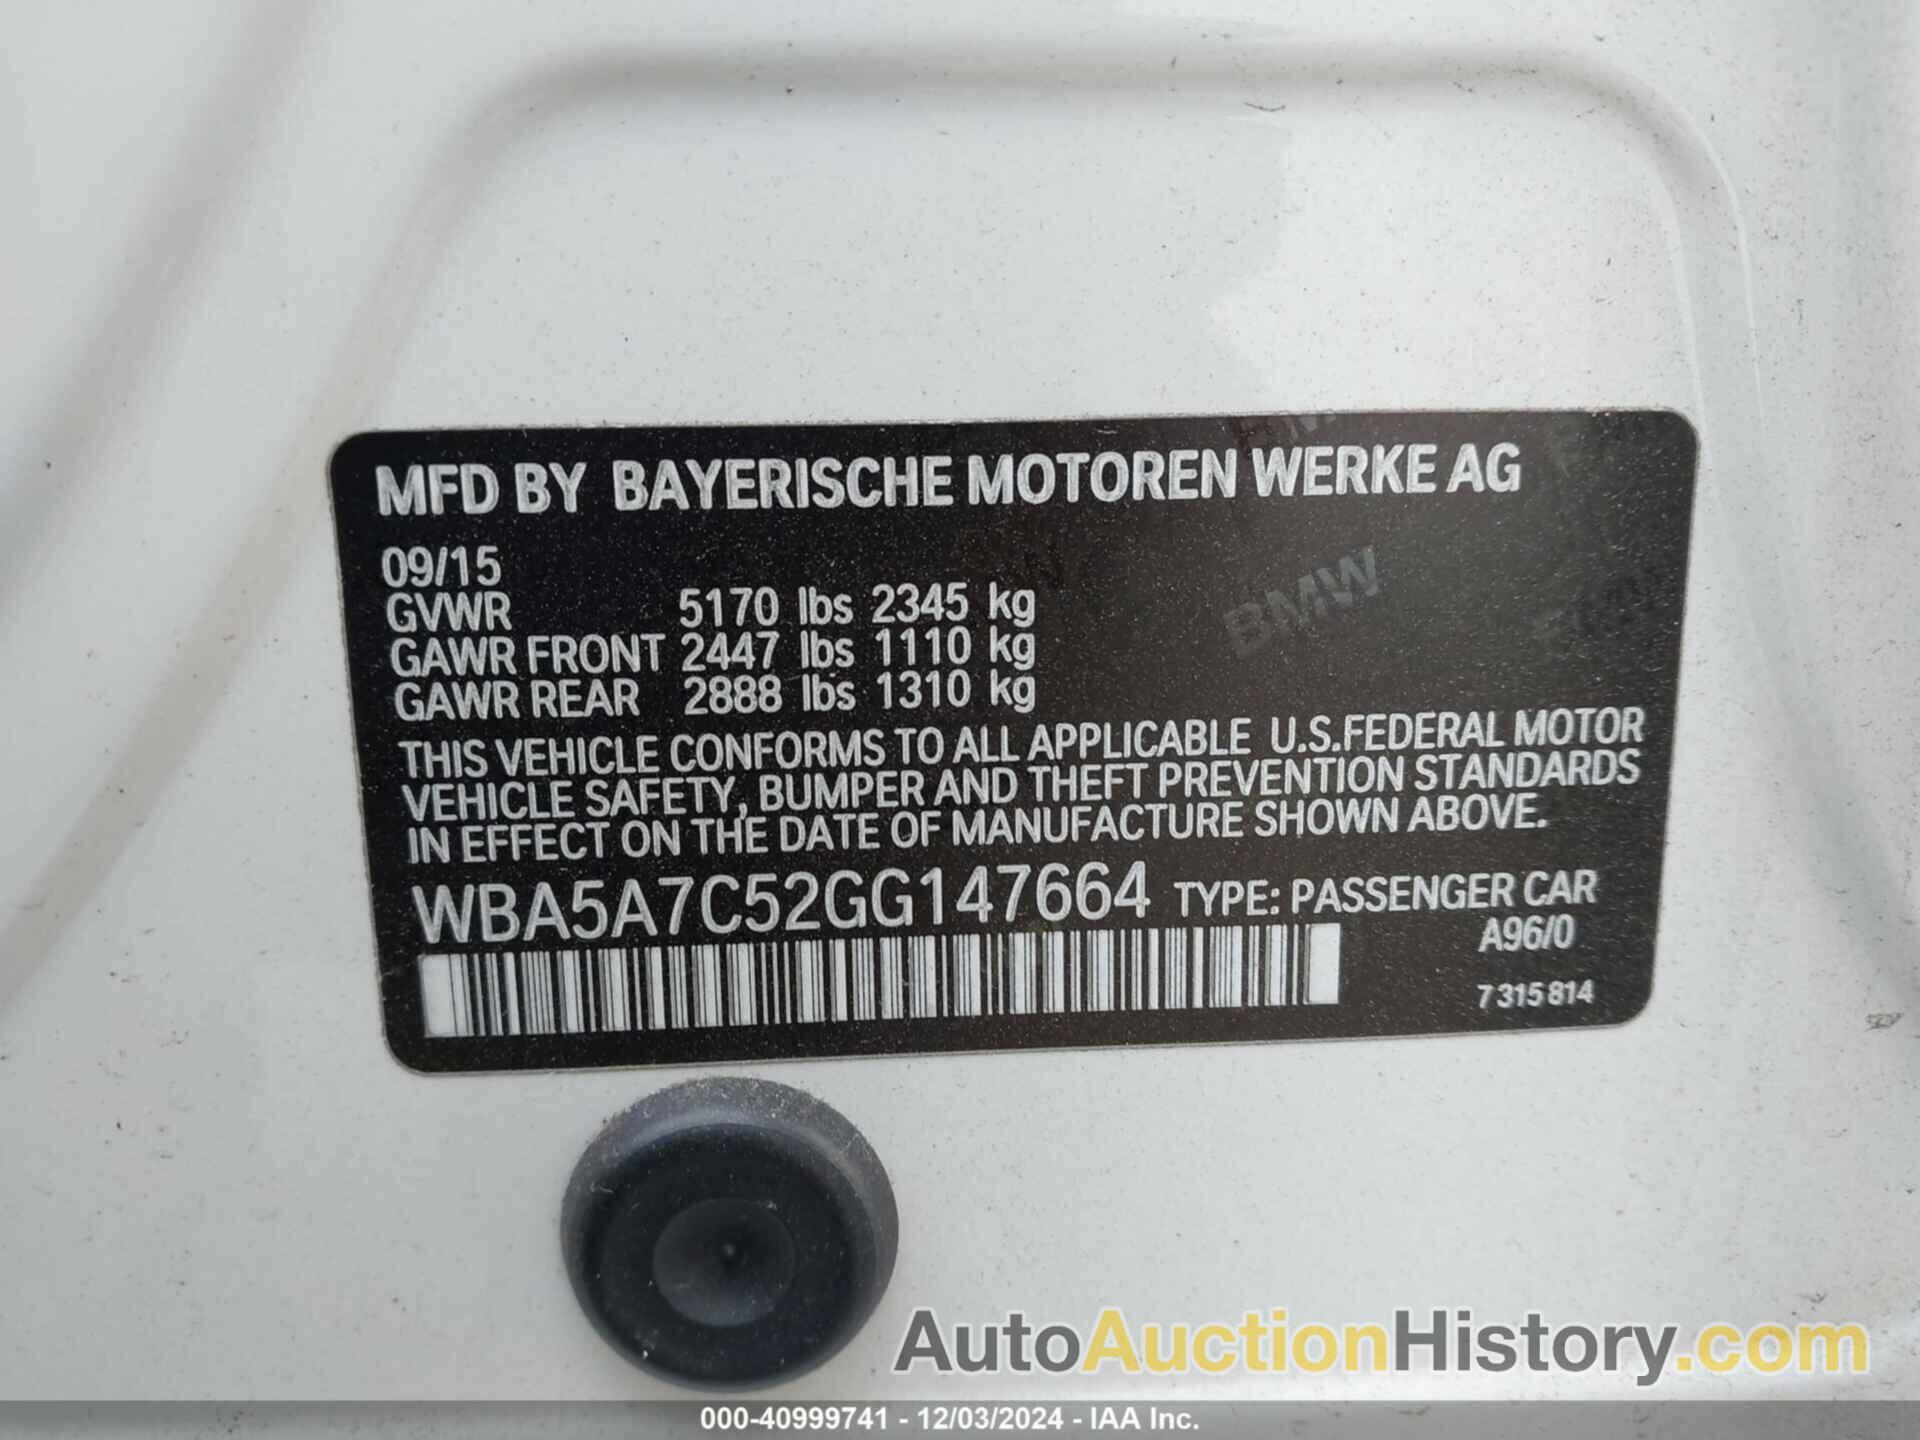 MFD BY BAYERISCHE MOTOREN WERKE AG
09/15
GVWR 5170 lbs 2345 kg
GAWR FRONT 2447 lbs 1110 kg
GAWR REAR 2888 lbs 1310 kg
THIS VEHICLE CONFORMS TO ALL APPLICABLE U.S.FEDERAL MOTOR
VEHICLE SAFETY, BUMPER AND THEFT PREVENTION STANDARDS
IN EFFECT ON THE DATE OF MANUFACTURE SHOWN ABOVE.
WBA5A7C52GG147664 TYPE: PASSENGER CAR
A96/0
7 315 814
BMW
AutoAuctionHistory.com
000-40999741 - 12/03/2024 - IAA Inc.